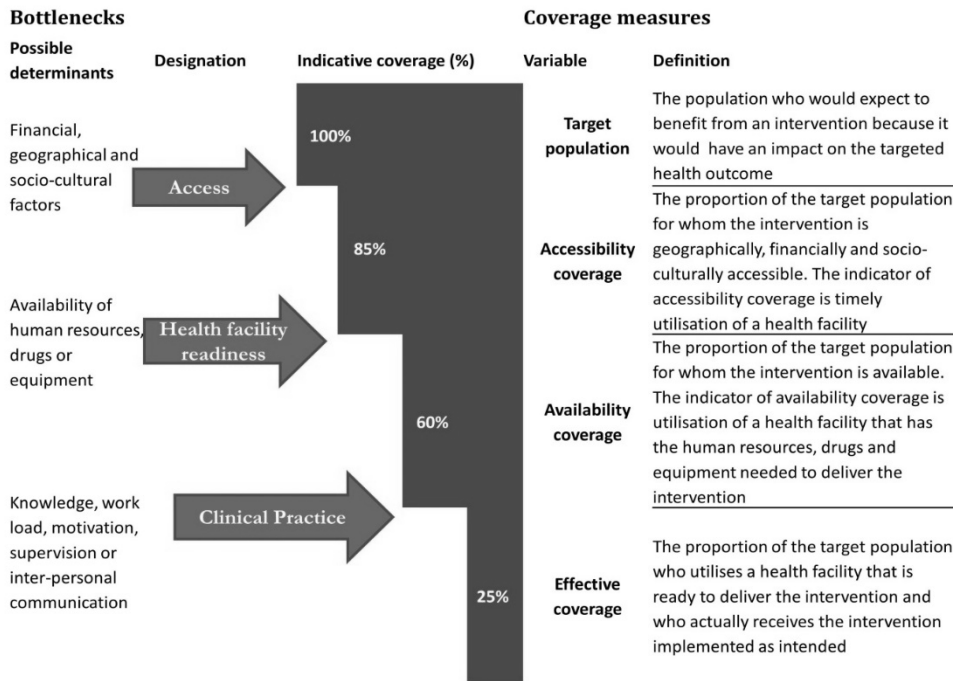 Bottlenecks
Coverage measures
Possible
determinants
Designation
Indicative coverage (%)
Variable
Definition
Financial,
geographical and
socio-cultural
factors
Access
100%
Target
population
The population who would expect to
benefit from an intervention because it
would have an impact on the targeted
health outcome
85%
Accessibility
coverage
The proportion of the target population
for whom the intervention is
geographically, financially and socio-
culturally accessible. The indicator of
accessibility coverage is timely
utilisation of a health facility
Availability of
human resources,
drugs or
equipment
Health facility
readiness
60%
Availability
coverage
The proportion of the target population
for whom the intervention is available.
The indicator of availability coverage is
utilisation of a health facility that has
the human resources, drugs and
equipment needed to deliver the
intervention
Knowledge, work
load, motivation,
supervision or
inter-personal
communication
Clinical Practice
25%
Effective
coverage
The proportion of the target population
who utilises a health facility that is
ready to deliver the intervention and
who actually receives the intervention
implemented as intended